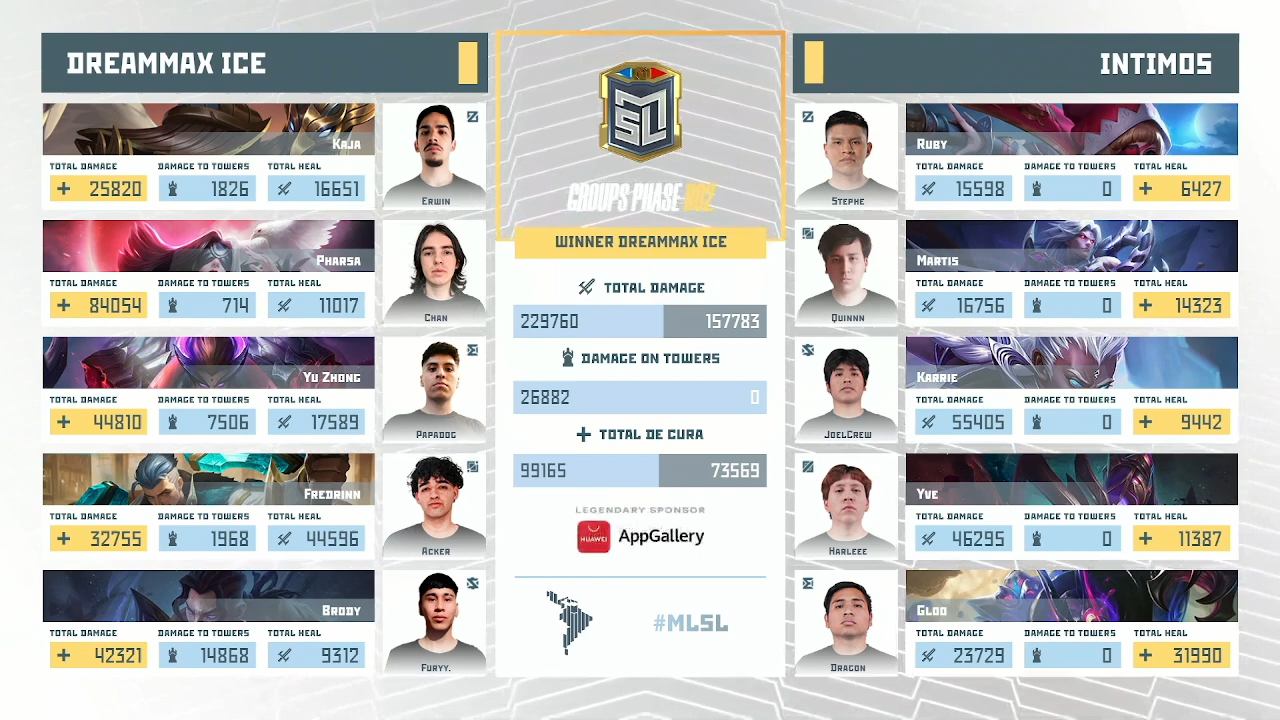 DREAMMAX ICE
KAJA
TOTAL DAMAGE DAMAGE TO TOWERS TOTAL HEAL
25820 1826 16651
ERWIN
PHARSA
TOTAL DAMAGE DAMAGE TO TOWERS TOTAL HEAL
84054 714 11017
CHAN
YU ZHONG
TOTAL DAMAGE DAMAGE TO TOWERS TOTAL HEAL
44810 7506 17589
PAPADOG
FREDRINN
TOTAL DAMAGE DAMAGE TO TOWERS TOTAL HEAL
32755 1968 44596
ACKER
BRODY
TOTAL DAMAGE DAMAGE TO TOWERS TOTAL HEAL
42321 14868 9312
FURYY.
SL
GROUPS PHASE
WINNER DREAMMAX ICE
TOTAL DAMAGE
229760 157783
DAMAGE ON TOWERS
26882 0
TOTAL DE CURA
99165 73569
LEGENDARY SPONSOR
HUAWEI AppGallery
#MLSL
INTIMOS
STEPHE
RUBY
TOTAL DAMAGE DAMAGE TO TOWERS TOTAL HEAL
15598 0 6427
QUINNN
MARTIS
TOTAL DAMAGE DAMAGE TO TOWERS TOTAL HEAL
16756 0 14323
JOELCREW
KARRIE
TOTAL DAMAGE DAMAGE TO TOWERS TOTAL HEAL
55405 0 9442
HARLEEE
YVE
TOTAL DAMAGE DAMAGE TO TOWERS TOTAL HEAL
46295 0 11387
DRAGON
GLOO
TOTAL DAMAGE DAMAGE TO TOWERS TOTAL HEAL
23729 0 31990